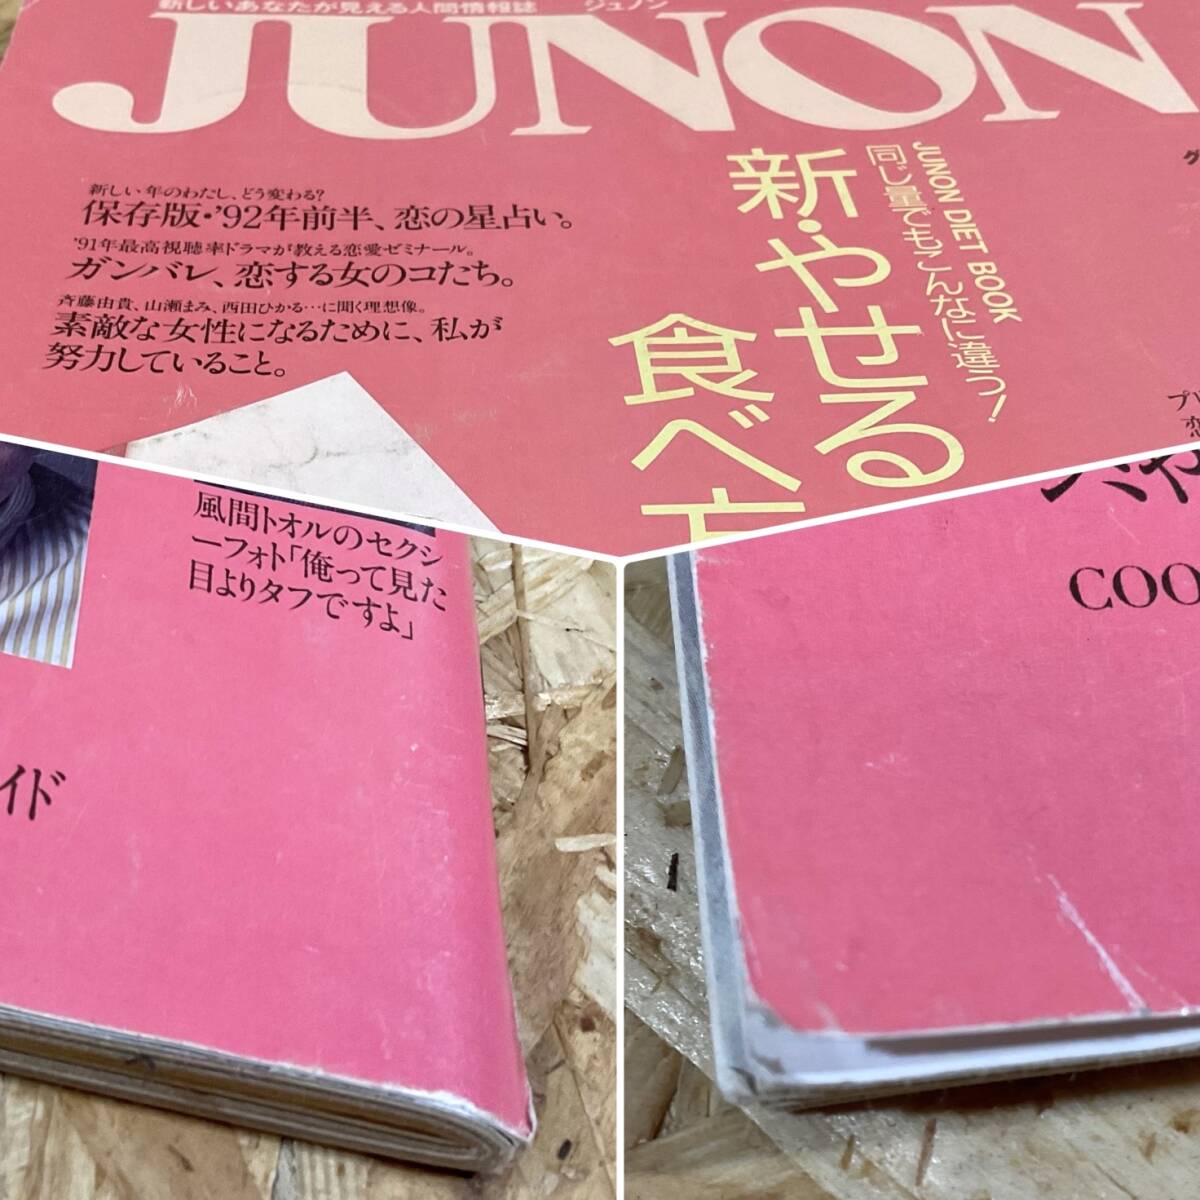 新しいあなたが見える人間情報誌 ジュノン
JUNON
新しい年のわたし、どう変わる?
保存版・'92年前半、恋の星占い。
'91年最高視聴率ドラマが教える恋愛ゼミナール。
ガンバレ、恋する女のコたち。
斉藤由貴、山瀬まみ、西田ひかる…に聞く理想像。
素敵な女性になるために、私が
努力していること。
JUNON DIET BOOK
同じ量でもこんなに違う!
新・やせる
食べ方
風間トオルのセクシ
ーフォト「俺って見た
目よりタフですよ」
イド
COO